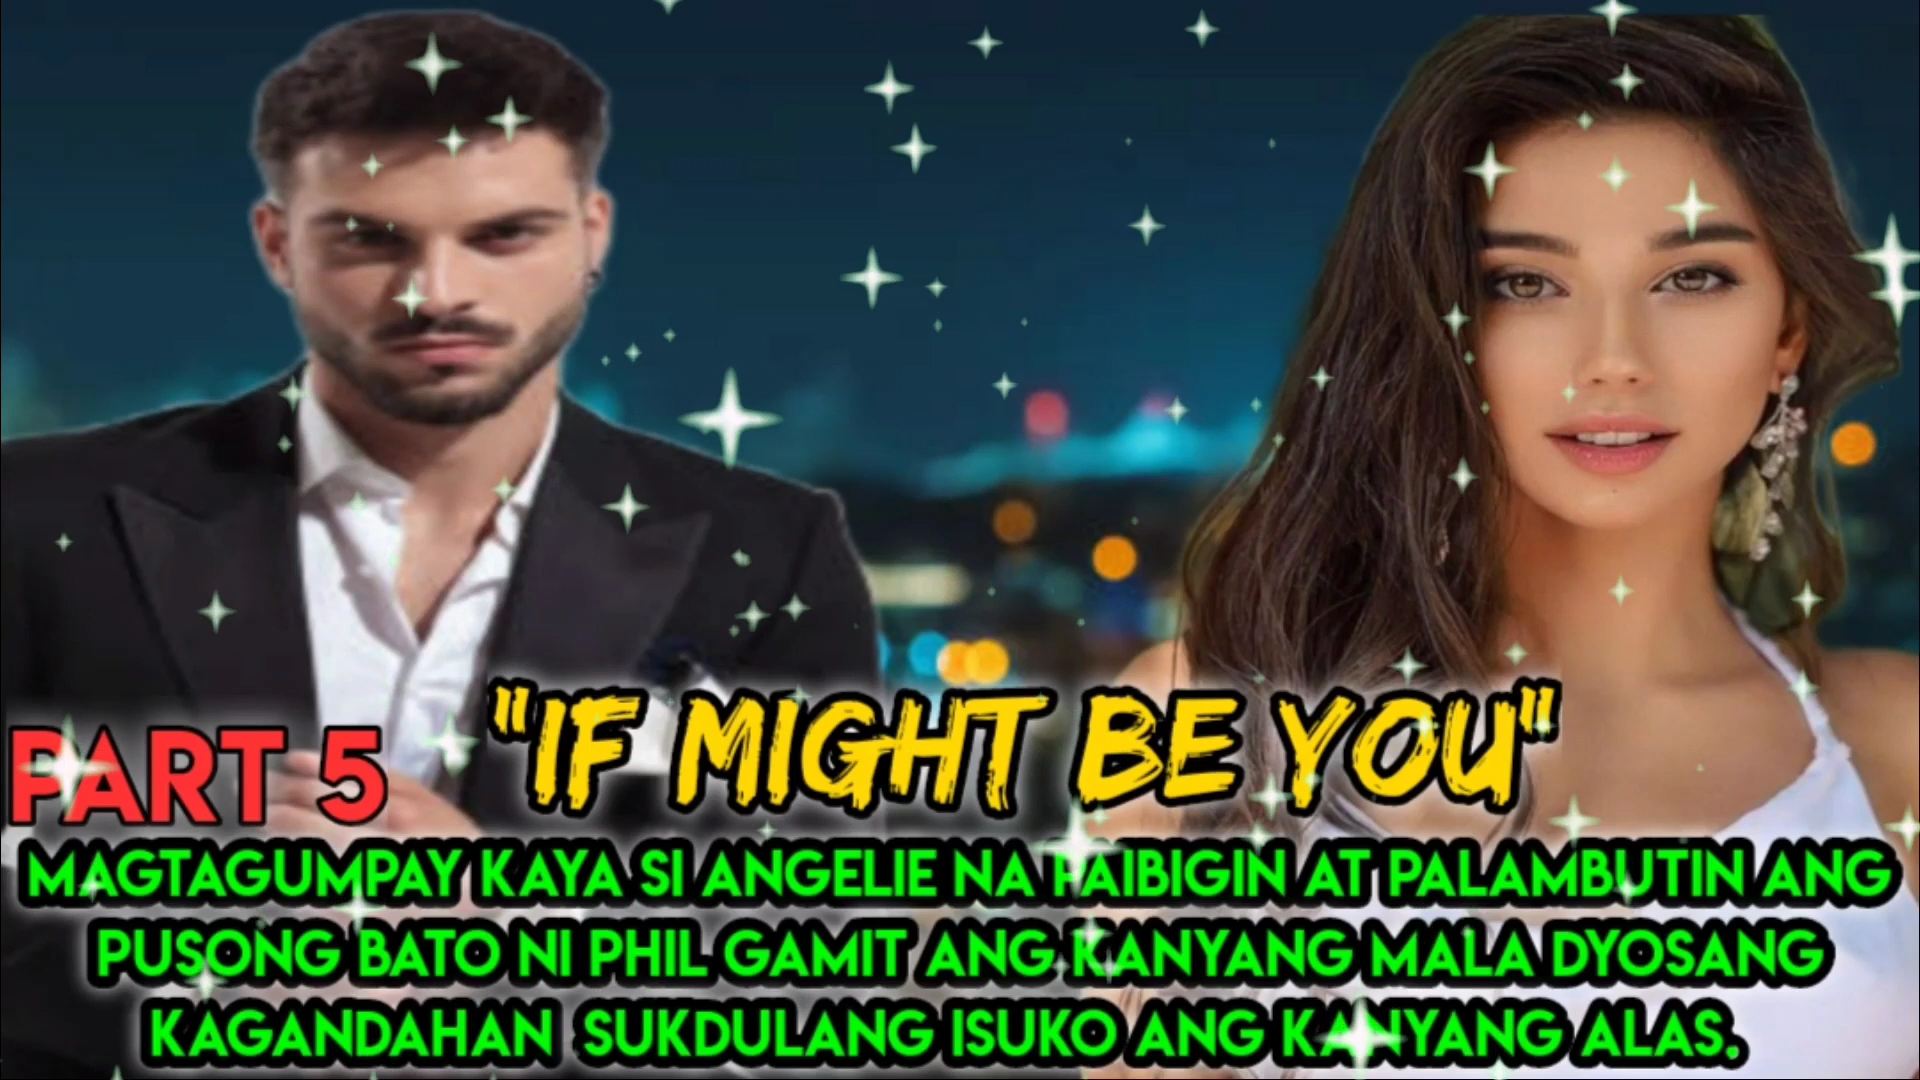 PART 5 "IF MIGHT BE YOU"
MAGTAGUMPAY KAYA SI ANGELIE NA PAIBIGIN AT PALAMBUTIN ANG
PUSONG BATO NI PHIL GAMIT ANG KANYANG MALA DYOSANG
KAGANDAHAN SUKDULANG ISUKO ANG KANYANG ALAS.